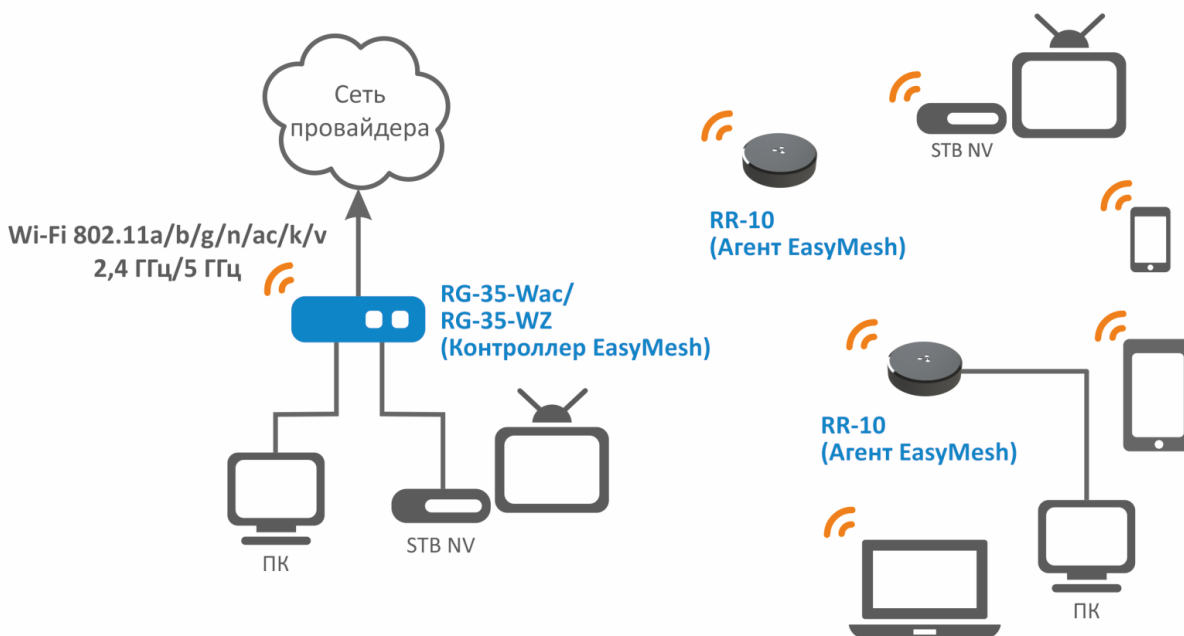 Сеть
провайдера
Wi-Fi 802.11a/b/g/n/ac/k/v
2,4 ГГц/5 ГГц
RG-35-Wac/
RG-35-WZ
(Контроллер EasyMesh)
ПК
STB NV
STB NV
RR-10
(Агент EasyMesh)
RR-10
(Агент EasyMesh)
ПК